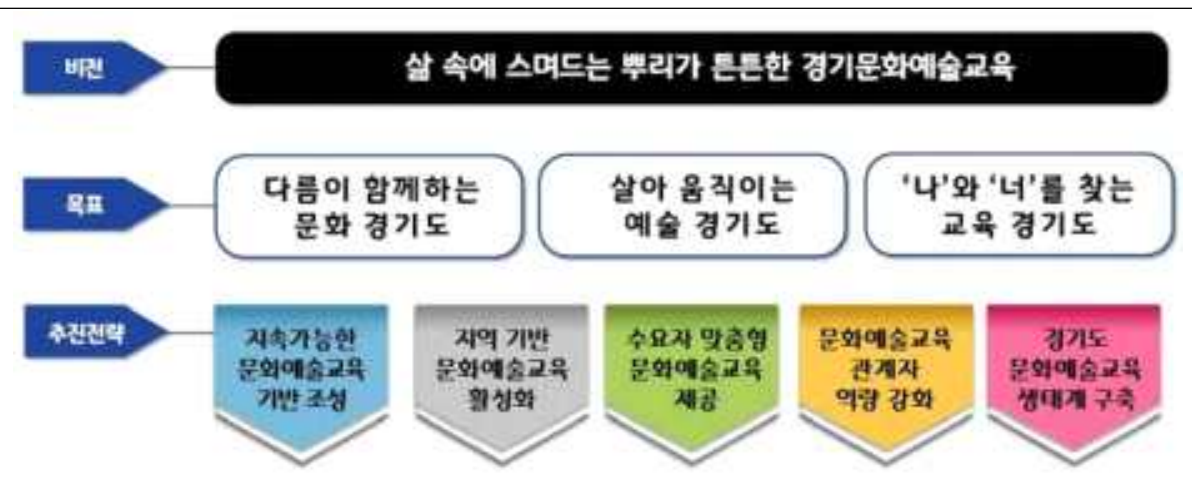 비전
삶 속에 스며드는 뿌리가 튼튼한 경기문화예술교육
목표
다름이 함께하는
문화 경기도
살아 움직이는
예술 경기도
‘나’와 ‘너’를 찾는
교육 경기도
추진전략
지속가능한
문화예술교육
기반 조성
지역 기반
문화예술교육
활성화
수요자 맞춤형
문화예술교육
제공
문화예술교육
관계자
역량 강화
경기도
문화예술교육
생태계 구축